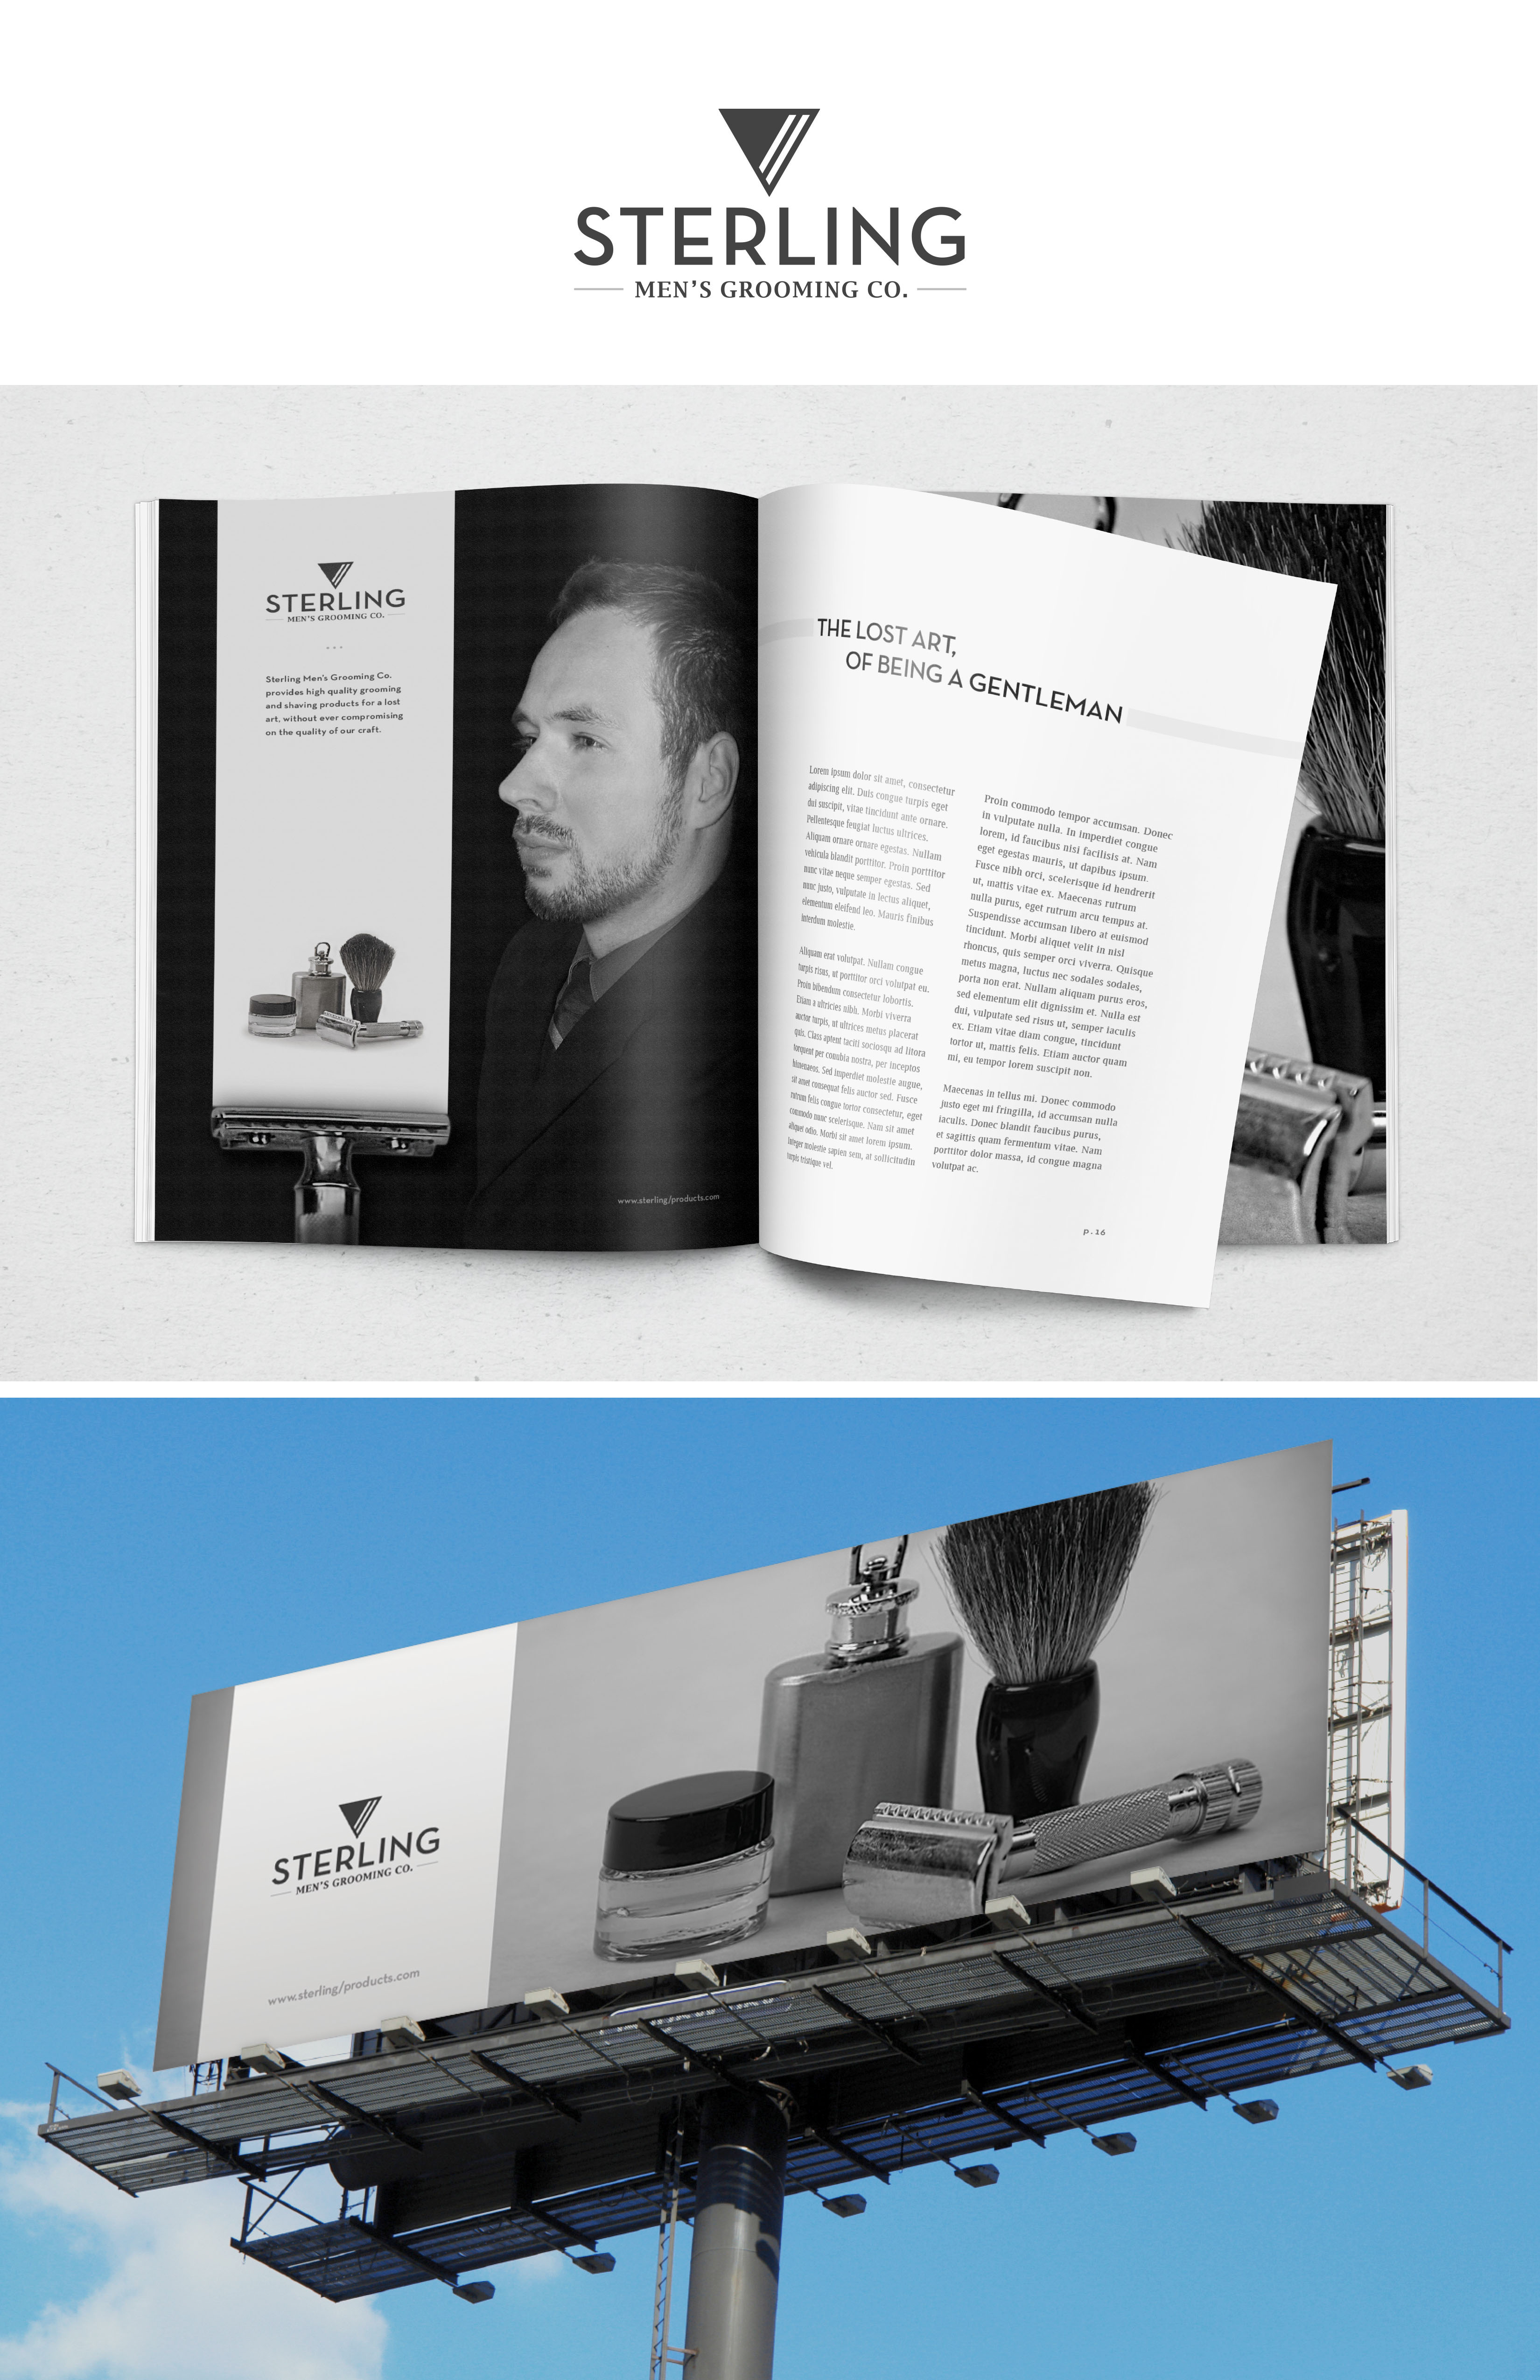 STERLING
MEN'S GROOMING CO.
STERLING
MEN'S GROOMING CO.
Sterling Men's Grooming Co.
provides high quality grooming
and shaving products for a lost
art, without ever compromising
on the quality of our craft.
www.sterling/products.com
THE LOST ART,
OF BEING A GENTLEMAN
Lorem ipsum dolor sit amet, consectetur
adipiscing elit. Duis congue turpis eget
dui suscipit, vitae tincidunt ante ornare.
Pellentesque feugiat luctus ultrices.
Aliquam ornare ornare egestas. Nullam
vehicula blandit porttitor. Proin porttitor
nunc vitae neque semper egestas. Sed
nunc justo, vulputate in lectus aliquet,
elementum eleifend leo. Mauris finibus
interdum molestie.
Aliquam erat volutpat. Nullam congue
turpis risus, ut porttitor orci volutpat eu.
Proin bibendum consectetur lobortis.
Etiam a ultricies nibh. Morbi viverra
auctor turpis, ut ultrices metus placerat
quis. Class aptent taciti sociosqu ad litora
torquent per conubia nostra, per inceptos
himenaeos. Sed imperdiet molestie augue,
sit amet consequat felis auctor sed. Fusce
rutrum felis congue tortor consectetur, eget
commodo nunc scelerisque. Nam sit amet
aliquet odio. Morbi sit amet lorem ipsum.
Integer molestie sapien sem, at sollicitudin
turpis tristique vel.
Proin commodo tempor accumsan. Donec
in vulputate nulla. In imperdiet congue
lorem, id faucibus nisi facilisis at. Nam
eget egestas mauris, ut dapibus ipsum.
Fusce nibh orci, scelerisque id hendrerit
ut, mattis vitae ex. Maecenas rutrum
nulla purus, eget rutrum arcu tempus at.
Suspendisse accumsan libero at euismod
tincidunt. Morbi aliquet velit in nisl
rhoncus, quis semper orci viverra. Quisque
metus magna, luctus nec sodales sodales,
porta non erat. Nullam aliquam purus eros,
sed elementum elit dignissim et. Nulla est
dui, vulputate sed risus ut, semper iaculis
ex. Etiam vitae diam congue, tincidunt
tortor ut, mattis felis. Etiam auctor quam
mi, eu tempor lorem suscipit non.
Maecenas in tellus mi. Donec commodo
justo eget mi fringilla, id accumsan nulla
iaculis. Donec blandit faucibus purus,
et sagittis quam fermentum vitae. Nam
porttitor dolor massa, id congue magna
volutpat ac.
P.16
STERLING
MEN'S GROOMING CO.
www.sterling/products.com